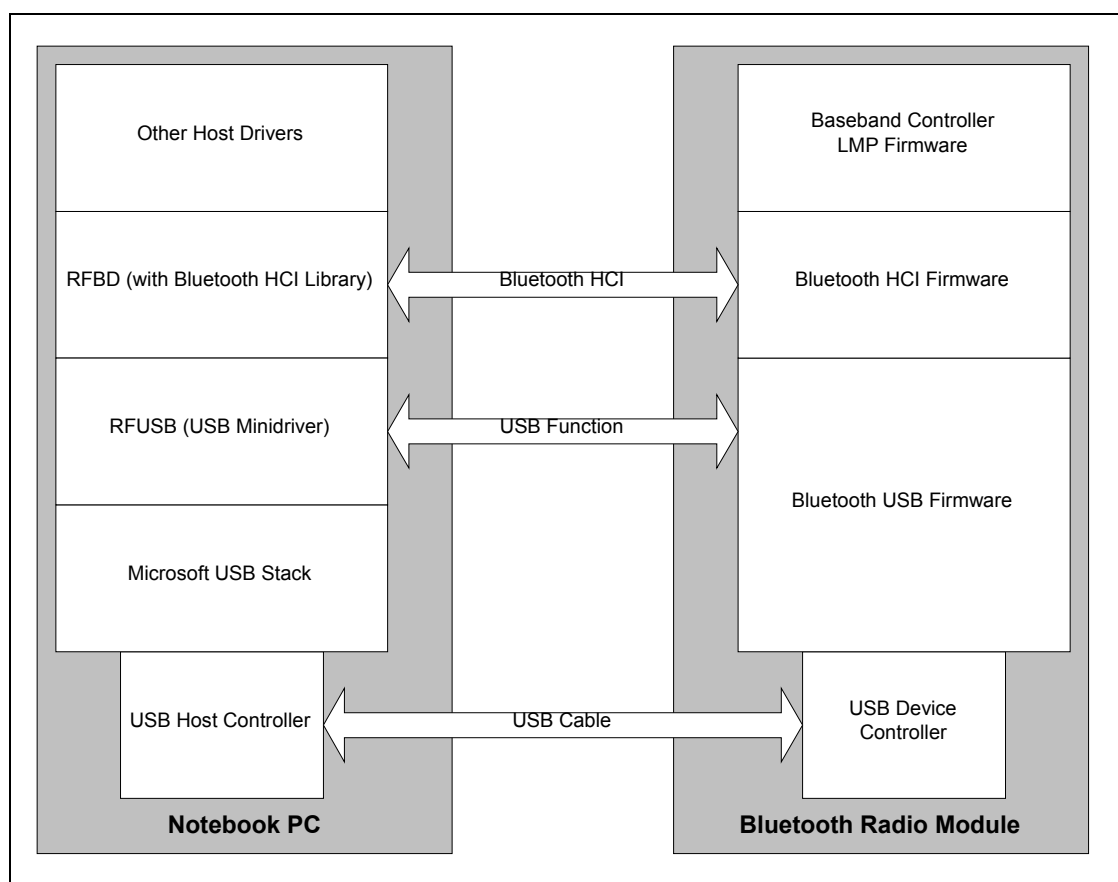 Other Host Drivers
RFBD (with Bluetooth HCI Library)
RFUSB (USB Minidriver)
Microsoft USB Stack
USB Host Controller
Notebook PC
Bluetooth HCI
USB Function
USB Cable
Baseband Controller
LMP Firmware
Bluetooth HCI Firmware
Bluetooth USB Firmware
USB Device
Controller
Bluetooth Radio Module